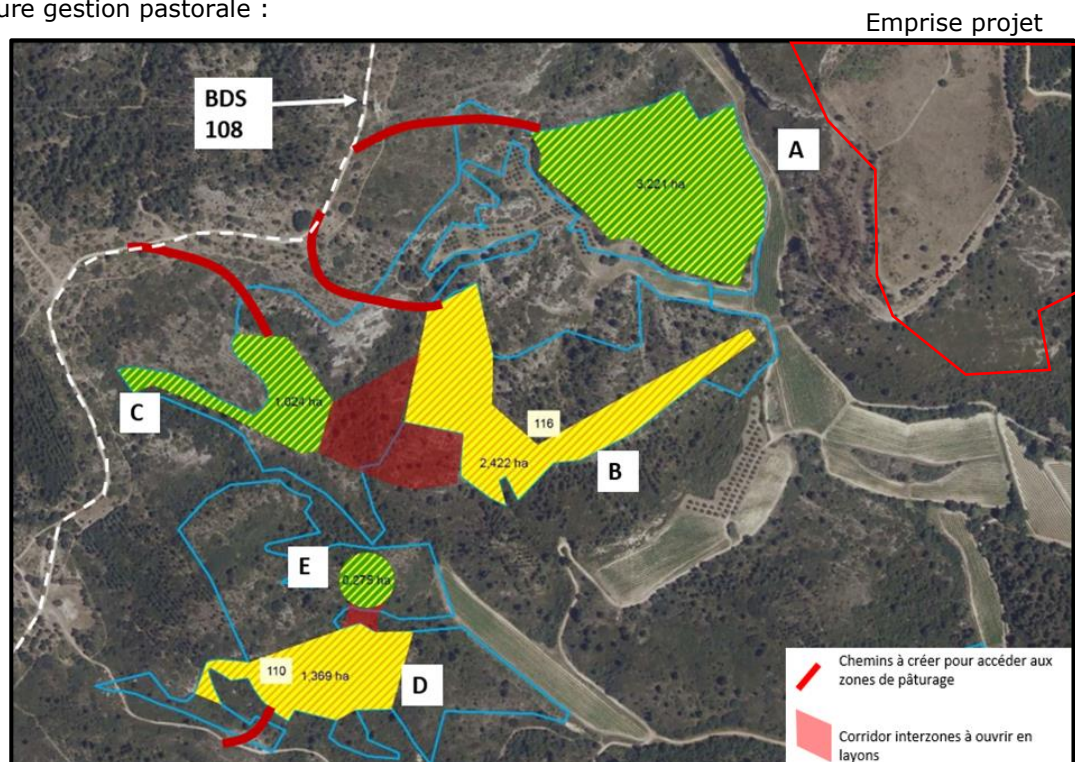 ure gestion pastorale :
Emprise projet
BDS
108
A
3,221 ha
C
1,024 ha
116
2,422 ha
B
E
0,275 ha
110
1,369 ha
D
Chemins à créer pour accéder aux
zones de pâturage
Corridor interzones à ouvrir en
layons